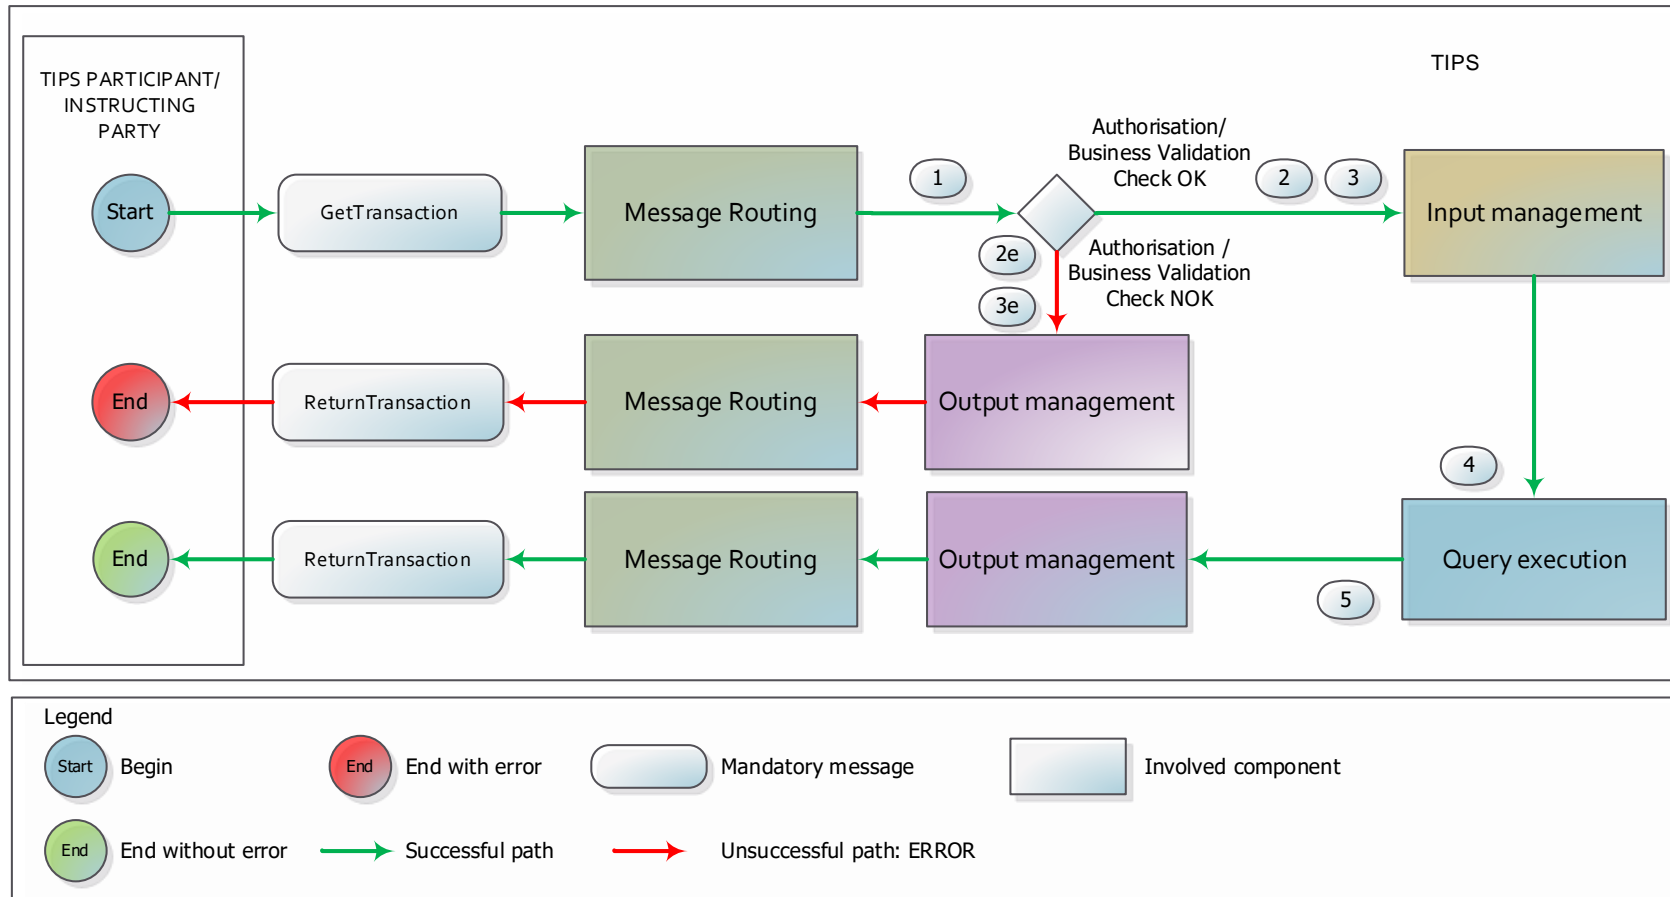 TIPS
TIPS PARTICIPANT/
INSTRUCTING
PARTY
Start
GetTransaction
Message Routing
1
Authorisation/
Business Validation
Check OK
2
3
Input management
2e
3e
Authorisation /
Business Validation
Check NOK
End
ReturnTransaction
Message Routing
Output management
4
End
ReturnTransaction
Message Routing
Output management
Query execution
5
Legend
Start
Begin
End
End with error
Mandatory message
Involved component
End
End without error
Successful path
Unsuccessful path: ERROR